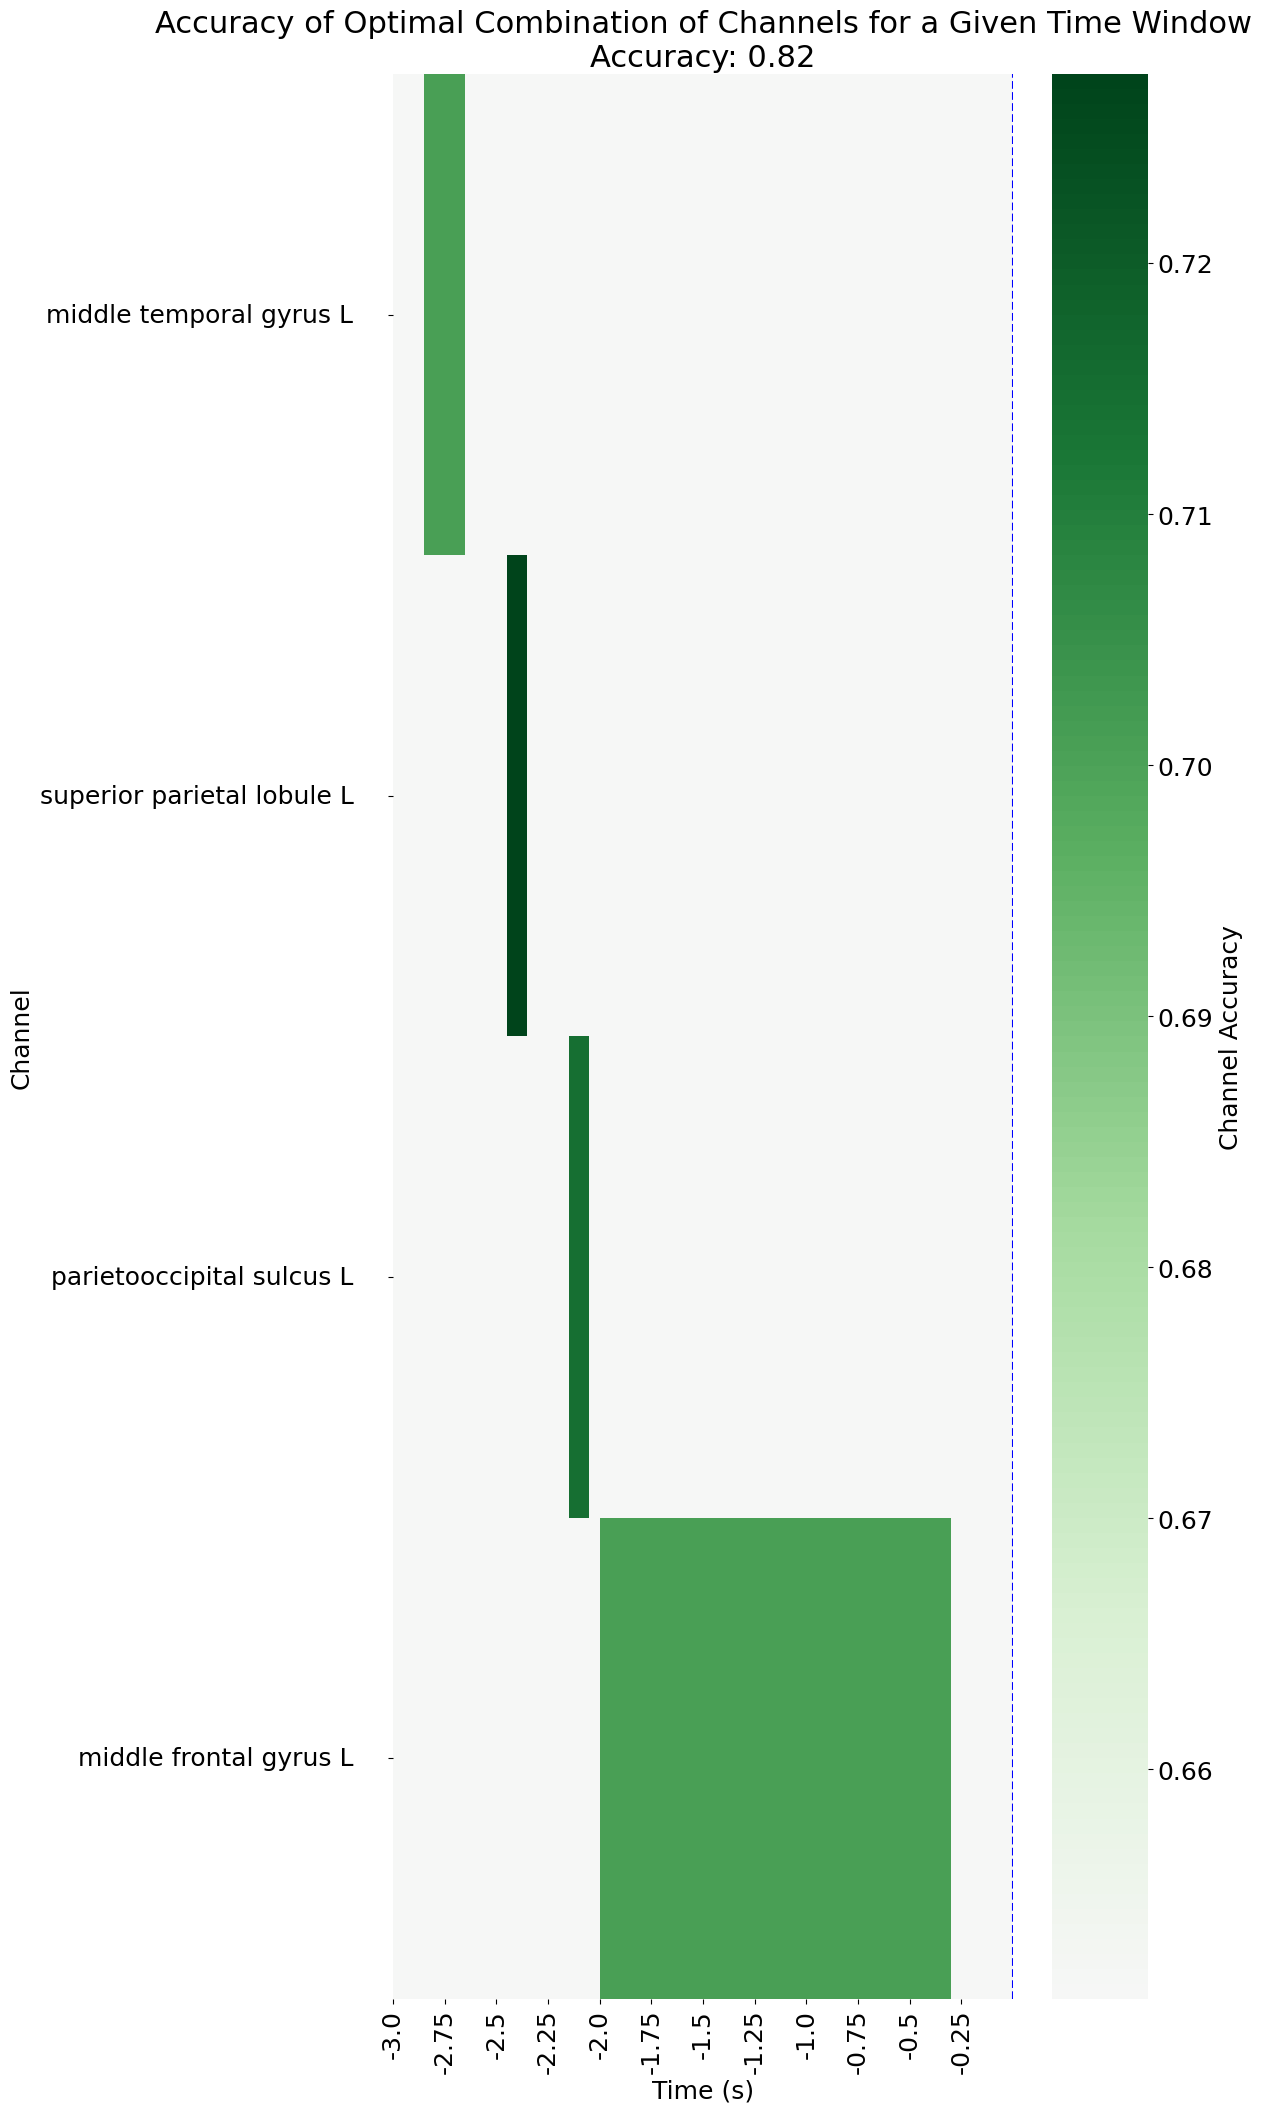 Accuracy of Optimal Combination of Channels for a Given Time Window
Accuracy: 0.82
Channel
middle temporal gyrus L
superior parietal lobule L
parietooccipital sulcus L
middle frontal gyrus L
-3.0
-2.75
-2.5
-2.25
-2.0
-1.75
-1.5
-1.25
-1.0
-0.75
-0.5
-0.25
Time (s)
0.72
0.71
0.70
0.69
0.68
0.67
0.66
Channel Accuracy